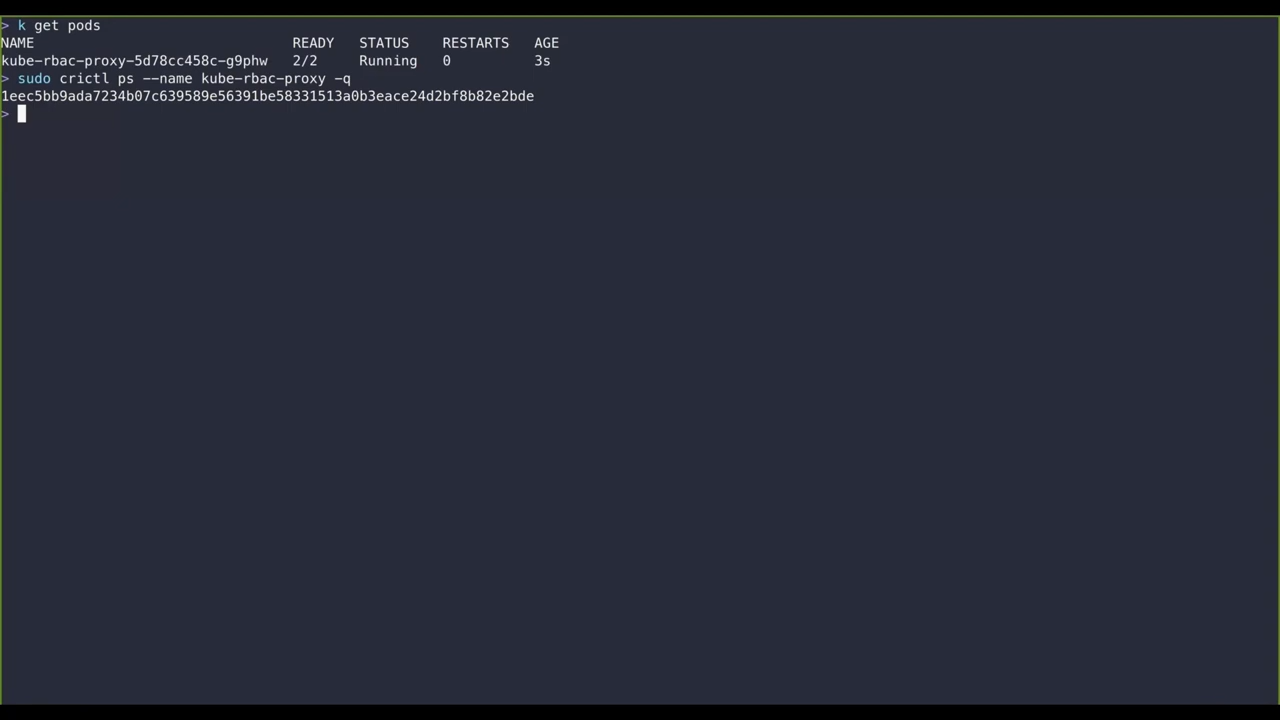 > k get pods
NAME                               READY   STATUS    RESTARTS   AGE
kube-rbac-proxy-5d78cc458c-g9phw   2/2     Running   0          3s
> sudo crictl ps --name kube-rbac-proxy -q
1eec5bb9ada7234b07c639589e56391be58331513a0b3eace24d2bf8b82e2bde
>